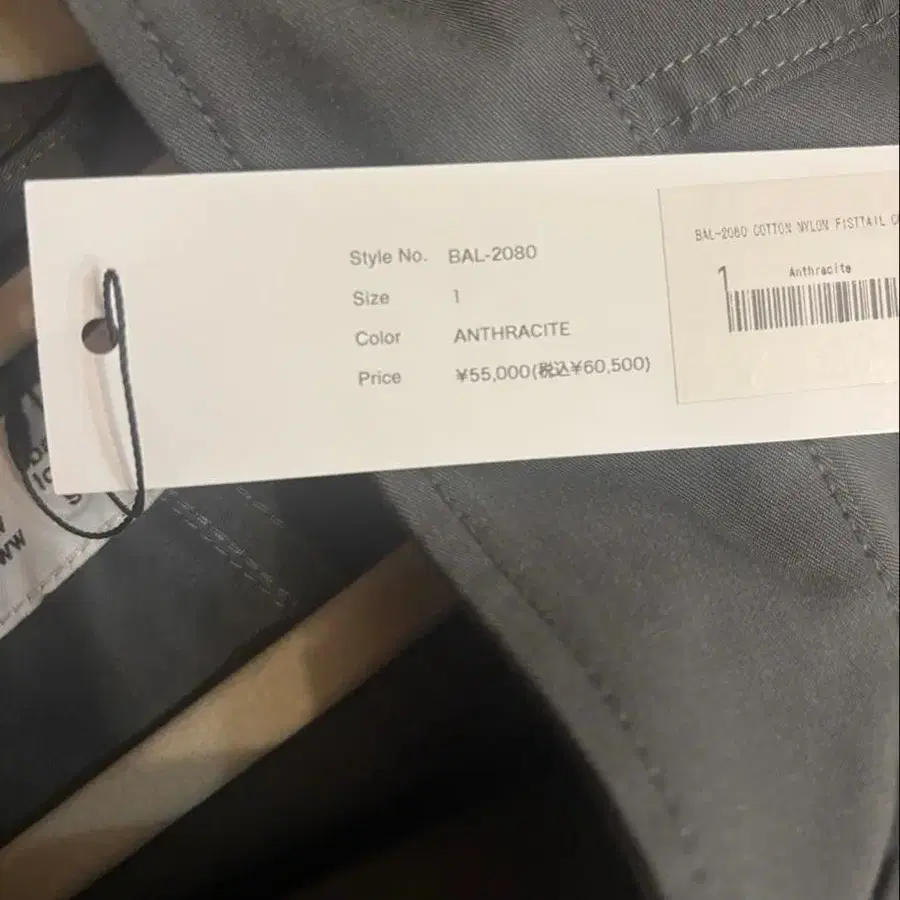 Style No. BAL-2080
Size 1
Color ANTHRACITE
Price ¥55,000(税込¥60,500)
BAL-2080 COTTON NYLON FISTTAIL
1
Anthracite